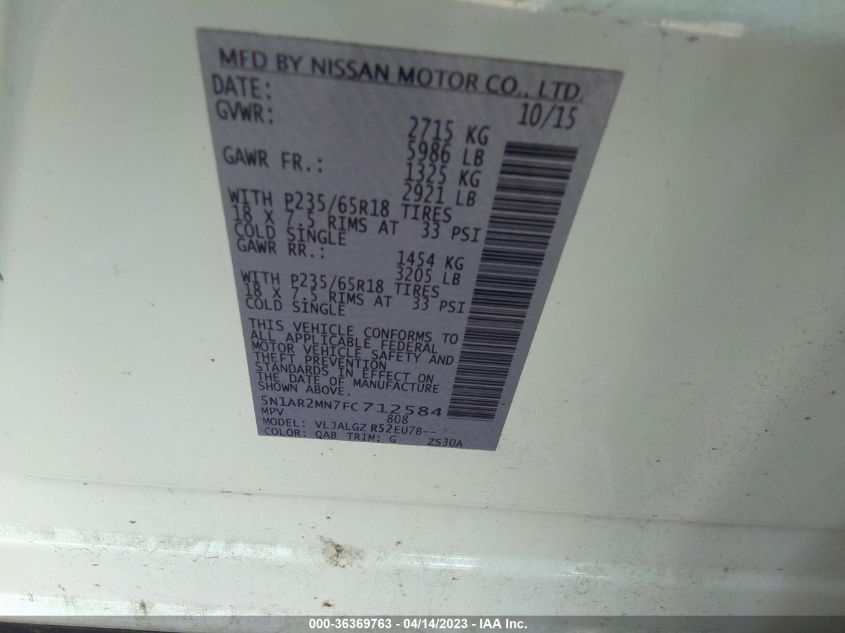 MFD BY NISSAN MOTOR CO., LTD.
DATE: 10/15
GVWR: 2715 KG
5986 LB
GAWR FR.: 1325 KG
2921 LB
WITH P235/65R18 TIRES
18 X 7.5 RIMS AT 33 PSI
COLD SINGLE
GAWR RR.: 1454 KG
3205 LB
WITH P235/65R18 TIRES
18 X 7.5 RIMS AT 33 PSI
COLD SINGLE
THIS VEHICLE CONFORMS TO
ALL APPLICABLE FEDERAL
MOTOR VEHICLE SAFETY AND
THEFT PREVENTION
STANDARDS IN EFFECT ON
THE DATE OF MANUFACTURE
SHOWN ABOVE.
5N1AR2MN7FC712584
MPV 808
MODEL: VLJALGZ R52EU7B--
COLOR: QAB TRIM: G 2S30A
000-36369763 - 04/14/2023 - IAA Inc.